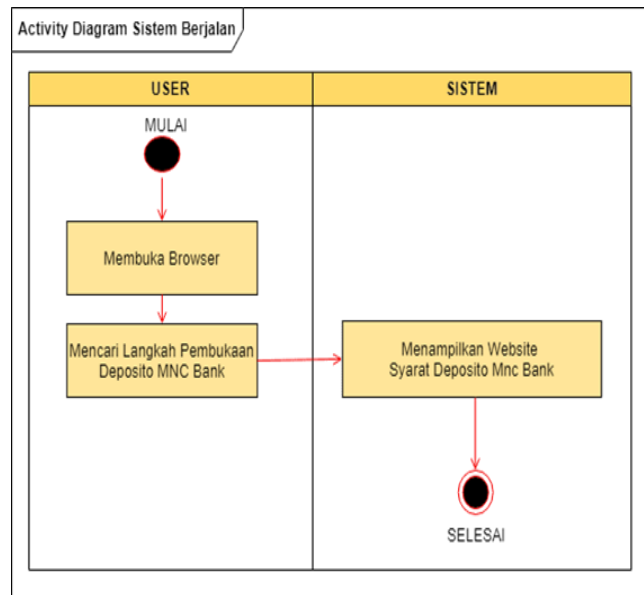 Activity Diagram Sistem Berjalan
USER
SISTEM
MULAI
Membuka Browser
Mencari Langkah Pembukaan
Deposito MNC Bank
Menampilkan Website
Syarat Deposito Mnc Bank
SELESAI